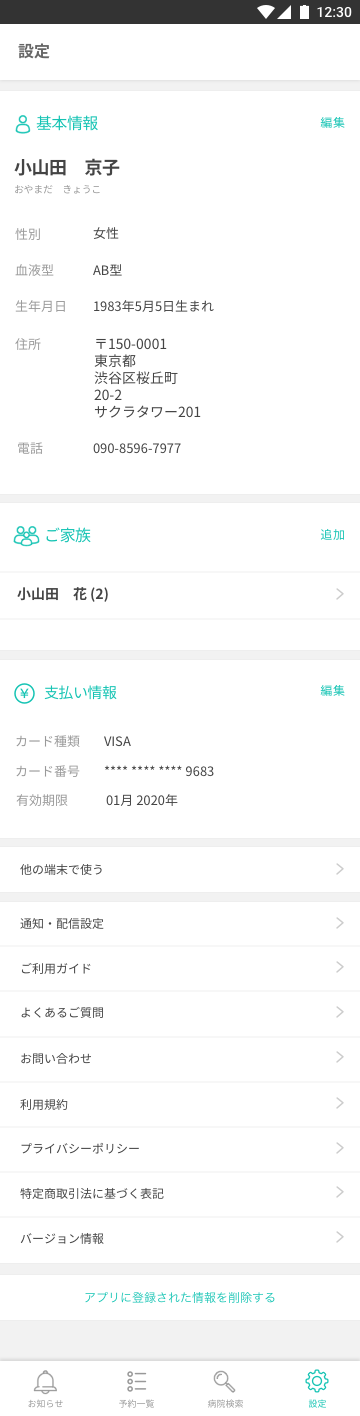 12:30
設定
基本情報 編集
小山田　京子
おやまだ　きょうこ
性別 女性
血液型 AB型
生年月日 1983年5月5日生まれ
住所 〒150-0001
東京都
渋谷区桜丘町
20-2
サクラタワー201
電話 090-8596-7977
ご家族 追加
小山田　花 (2)
支払い情報 編集
カード種類 VISA
カード番号 **** **** **** 9683
有効期限 01月 2020年
他の端末で使う
通知・配信設定
ご利用ガイド
よくあるご質問
お問い合わせ
利用規約
プライバシーポリシー
特定商取引法に基づく表記
バージョン情報
アプリに登録された情報を削除する
お知らせ 予約一覧 病院検索 設定